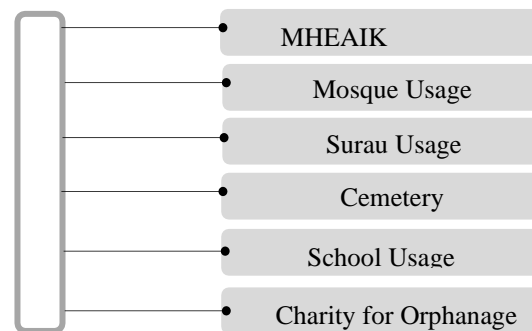 MHEAIK
Mosque Usage
Surau Usage
Cemetery
School Usage
Charity for Orphanage